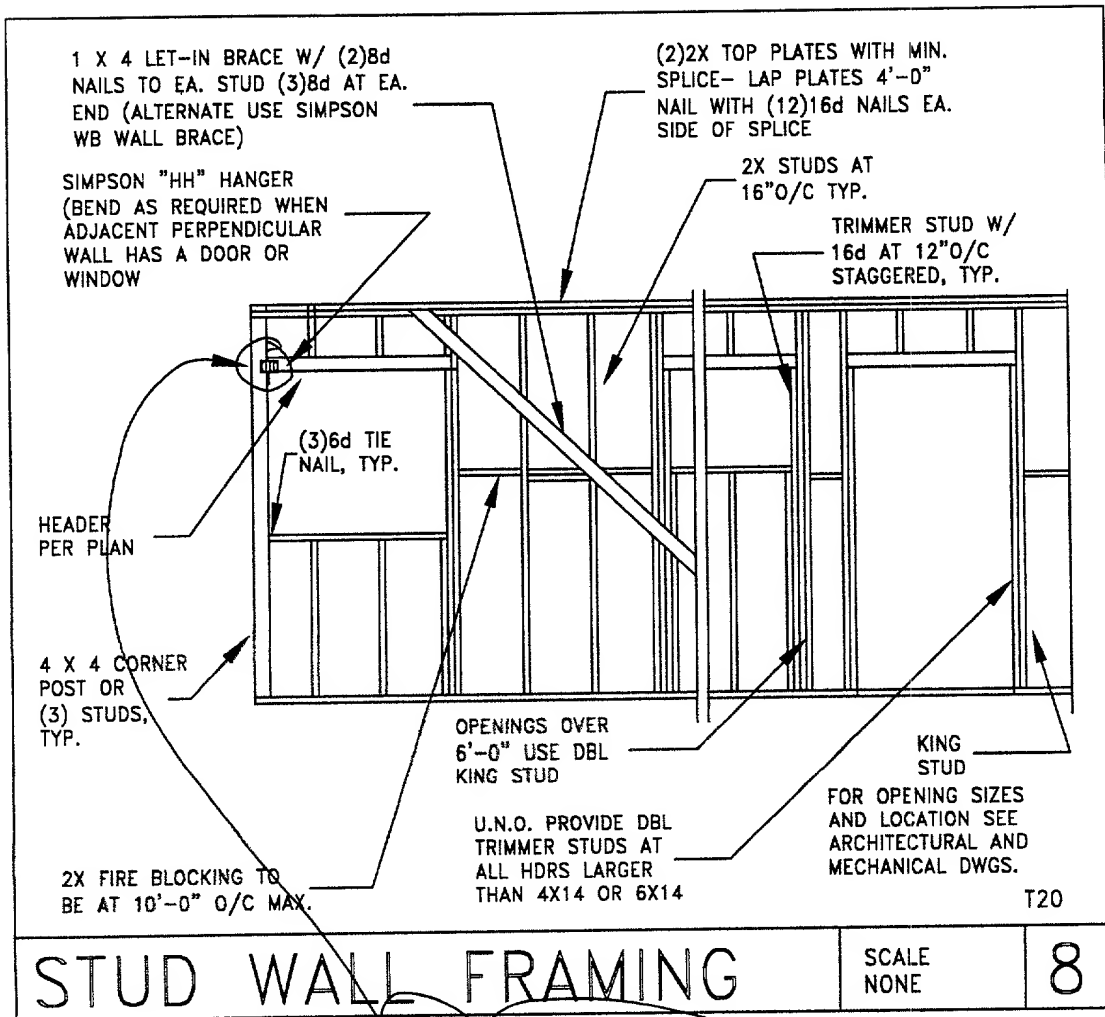 1 X 4 LET-IN BRACE W/ (2)8d
NAILS TO EA. STUD (3)8d AT EA.
END (ALTERNATE USE SIMPSON
WB WALL BRACE)
(2)2X TOP PLATES WITH MIN.
SPLICE- LAP PLATES 4'-0"
NAIL WITH (12)16d NAILS EA.
SIDE OF SPLICE
SIMPSON "HH" HANGER
(BEND AS REQUIRED WHEN
ADJACENT PERPENDICULAR
WALL HAS A DOOR OR
WINDOW
2X STUDS AT
16"O/C TYP.
TRIMMER STUD W/
16d AT 12"O/C
STAGGERED, TYP.
(3)6d TIE
NAIL, TYP.
HEADER
PER PLAN
4 X 4 CORNER
POST OR
(3) STUDS,
TYP.
OPENINGS OVER
6'-0" USE DBL
KING STUD
KING
STUD
U.N.O. PROVIDE DBL
TRIMMER STUDS AT
ALL HDRS LARGER
THAN 4X14 OR 6X14
FOR OPENING SIZES
AND LOCATION SEE
ARCHITECTURAL AND
MECHANICAL DWGS.
2X FIRE BLOCKING TO
BE AT 10'-0" O/C MAX.
T20
STUD WALL FRAMING
SCALE
NONE
8